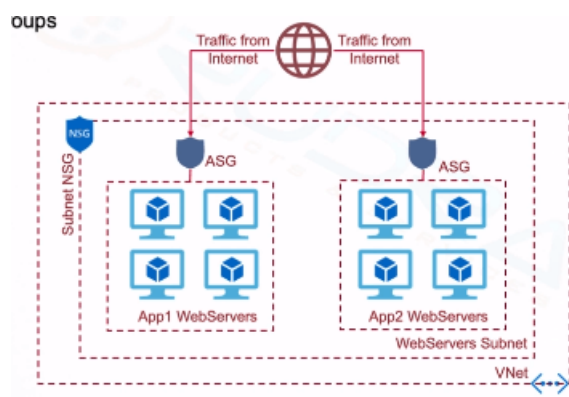 oups
Traffic from
Internet
Traffic from
Internet
NSG
Subnet NSG
ASG
ASG
App1 WebServers
App2 WebServers
WebServers Subnet
VNet